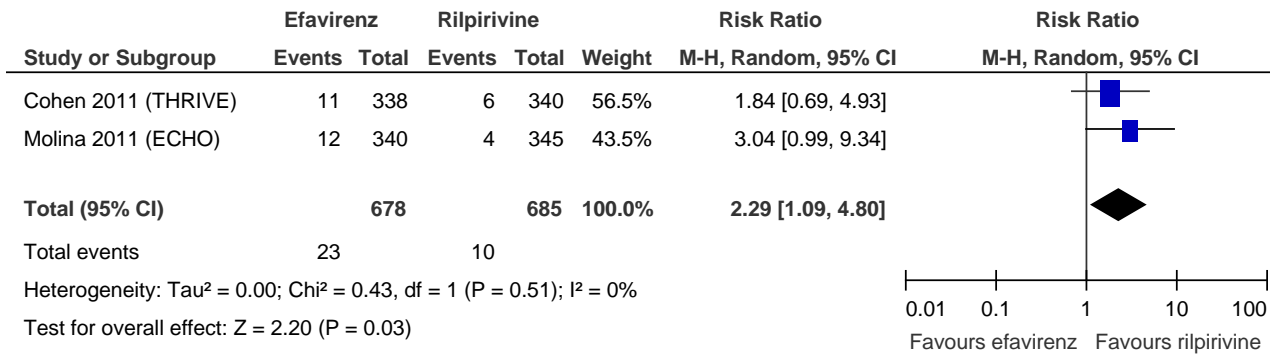 Efavirenz Rilpirivine Risk Ratio Risk Ratio
Study or Subgroup Events Total Events Total Weight M-H, Random, 95% CI M-H, Random, 95% CI
Cohen 2011 (THRIVE) 11 338 6 340 56.5% 1.84 [0.69, 4.93]
Molina 2011 (ECHO) 12 340 4 345 43.5% 3.04 [0.99, 9.34]
Total (95% CI) 678 685 100.0% 2.29 [1.09, 4.80]
Total events 23 10
Heterogeneity: Tau² = 0.00; Chi² = 0.43, df = 1 (P = 0.51); I² = 0%
Test for overall effect: Z = 2.20 (P = 0.03)
0.01 0.1 1 10 100
Favours efavirenz Favours rilpirivine